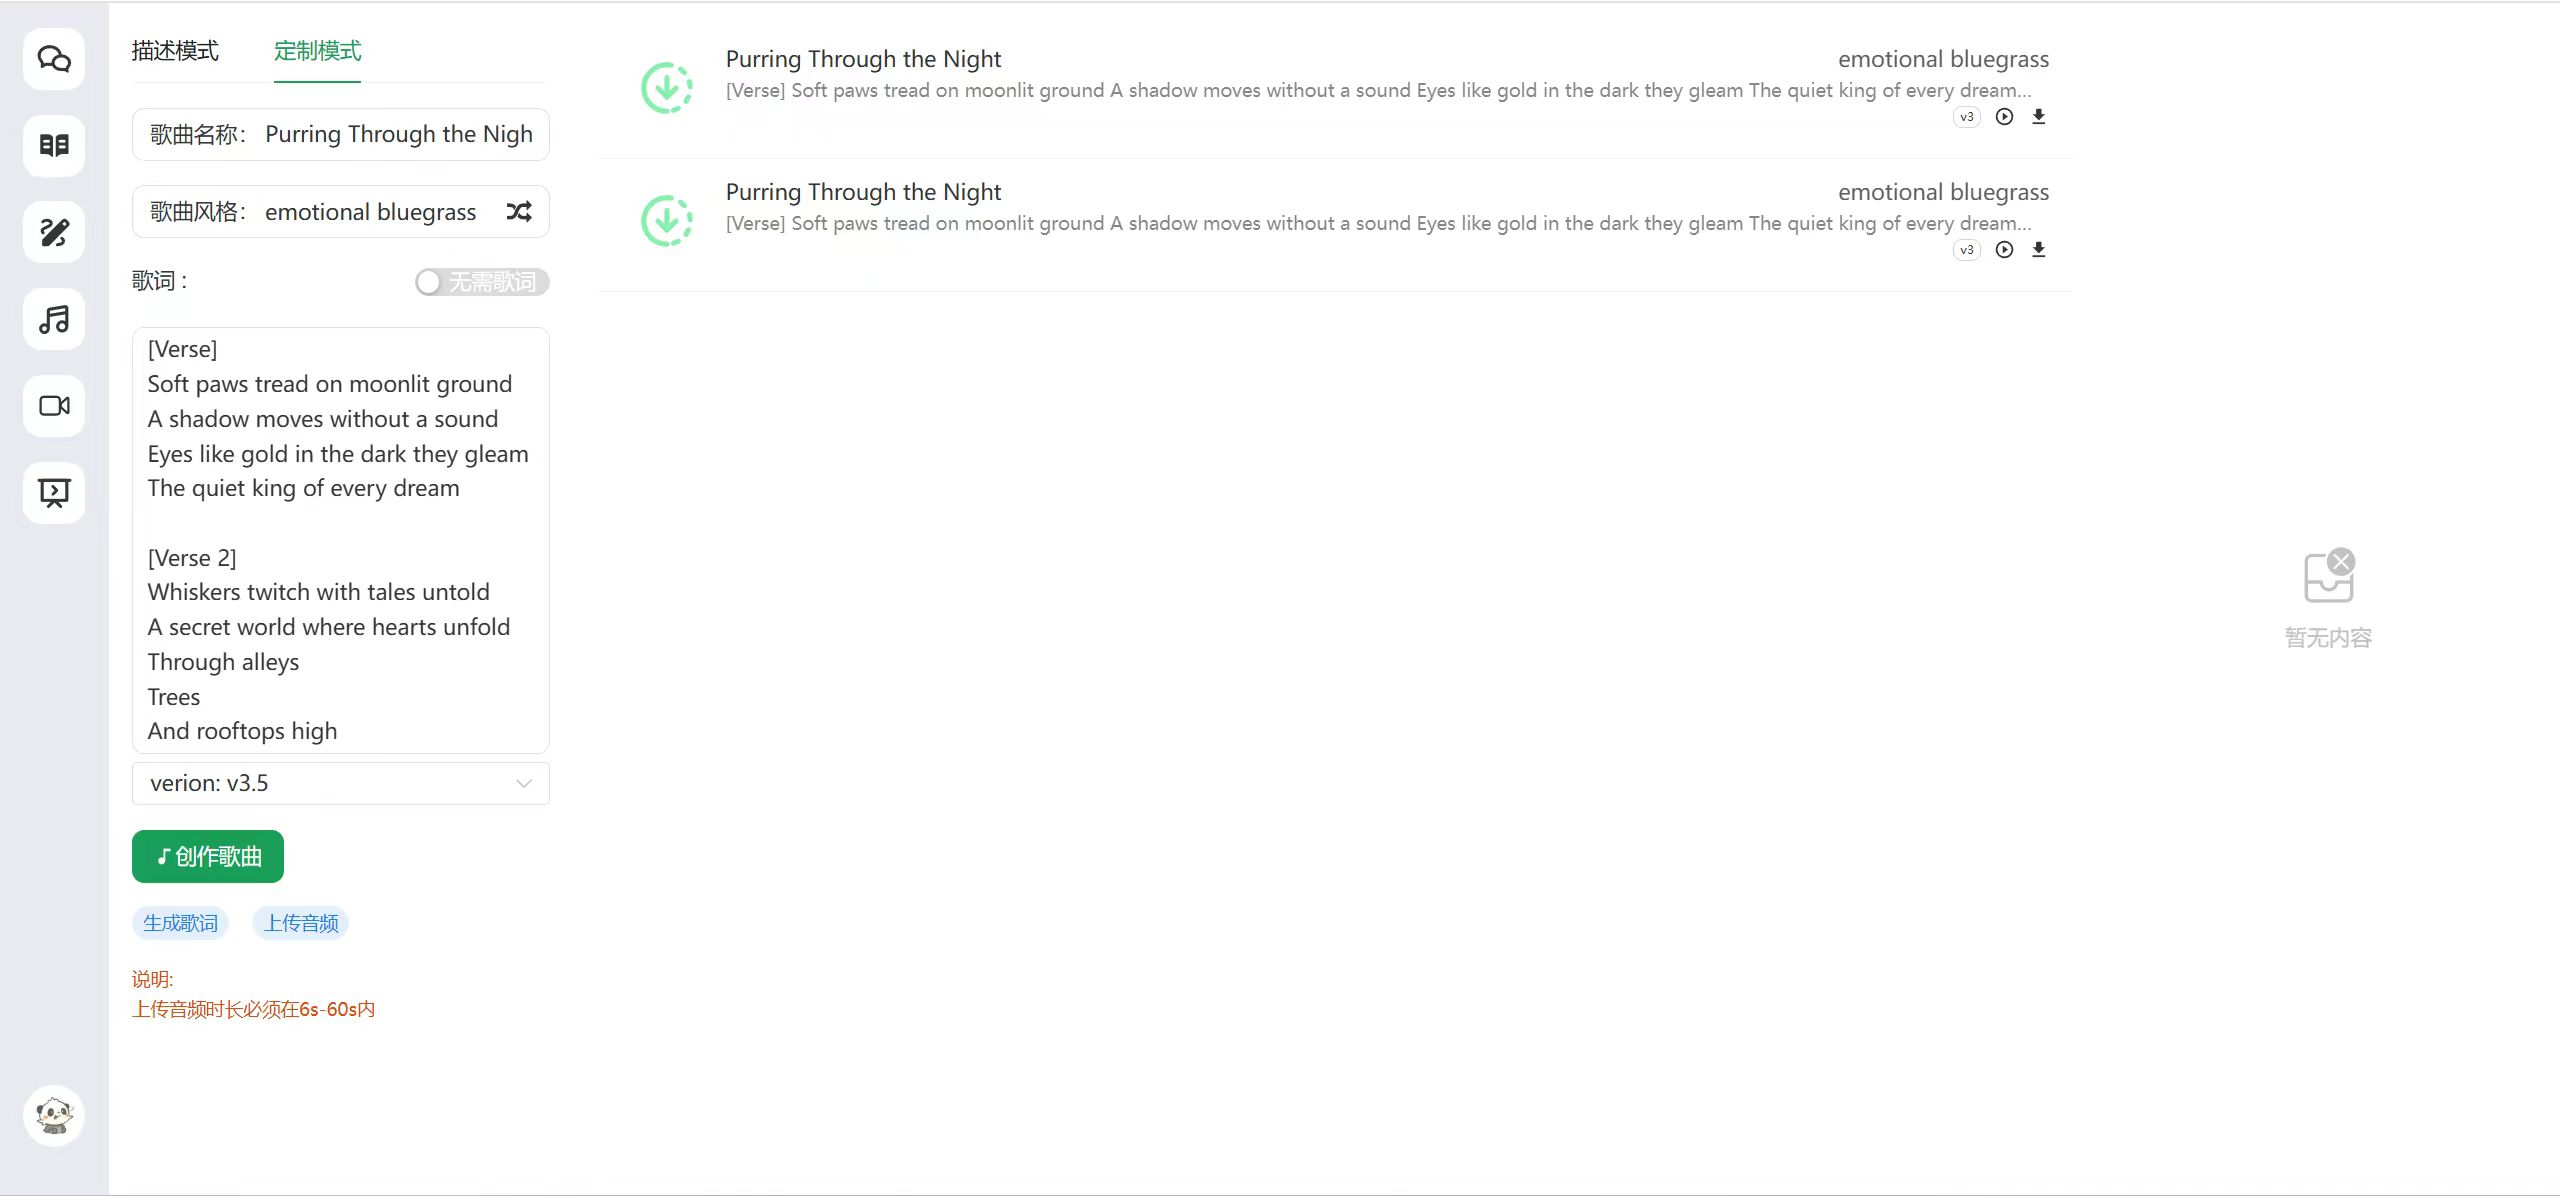 描述模式
定制模式
歌曲名称： Purring Through the Nigh
歌曲风格： emotional bluegrass
歌词：
无需歌词
[Verse]
Soft paws tread on moonlit ground
A shadow moves without a sound
Eyes like gold in the dark they gleam
The quiet king of every dream
[Verse 2]
Whiskers twitch with tales untold
A secret world where hearts unfold
Through alleys
Trees
And rooftops high
verion: v3.5
创作歌曲
生成歌词
上传音频
说明:
上传音频时长必须在6s-60s内
Purring Through the Night
emotional bluegrass
[Verse] Soft paws tread on moonlit ground A shadow moves without a sound Eyes like gold in the dark they gleam The quiet king of every dream...
v3
Purring Through the Night
emotional bluegrass
[Verse] Soft paws tread on moonlit ground A shadow moves without a sound Eyes like gold in the dark they gleam The quiet king of every dream...
v3
暂无内容